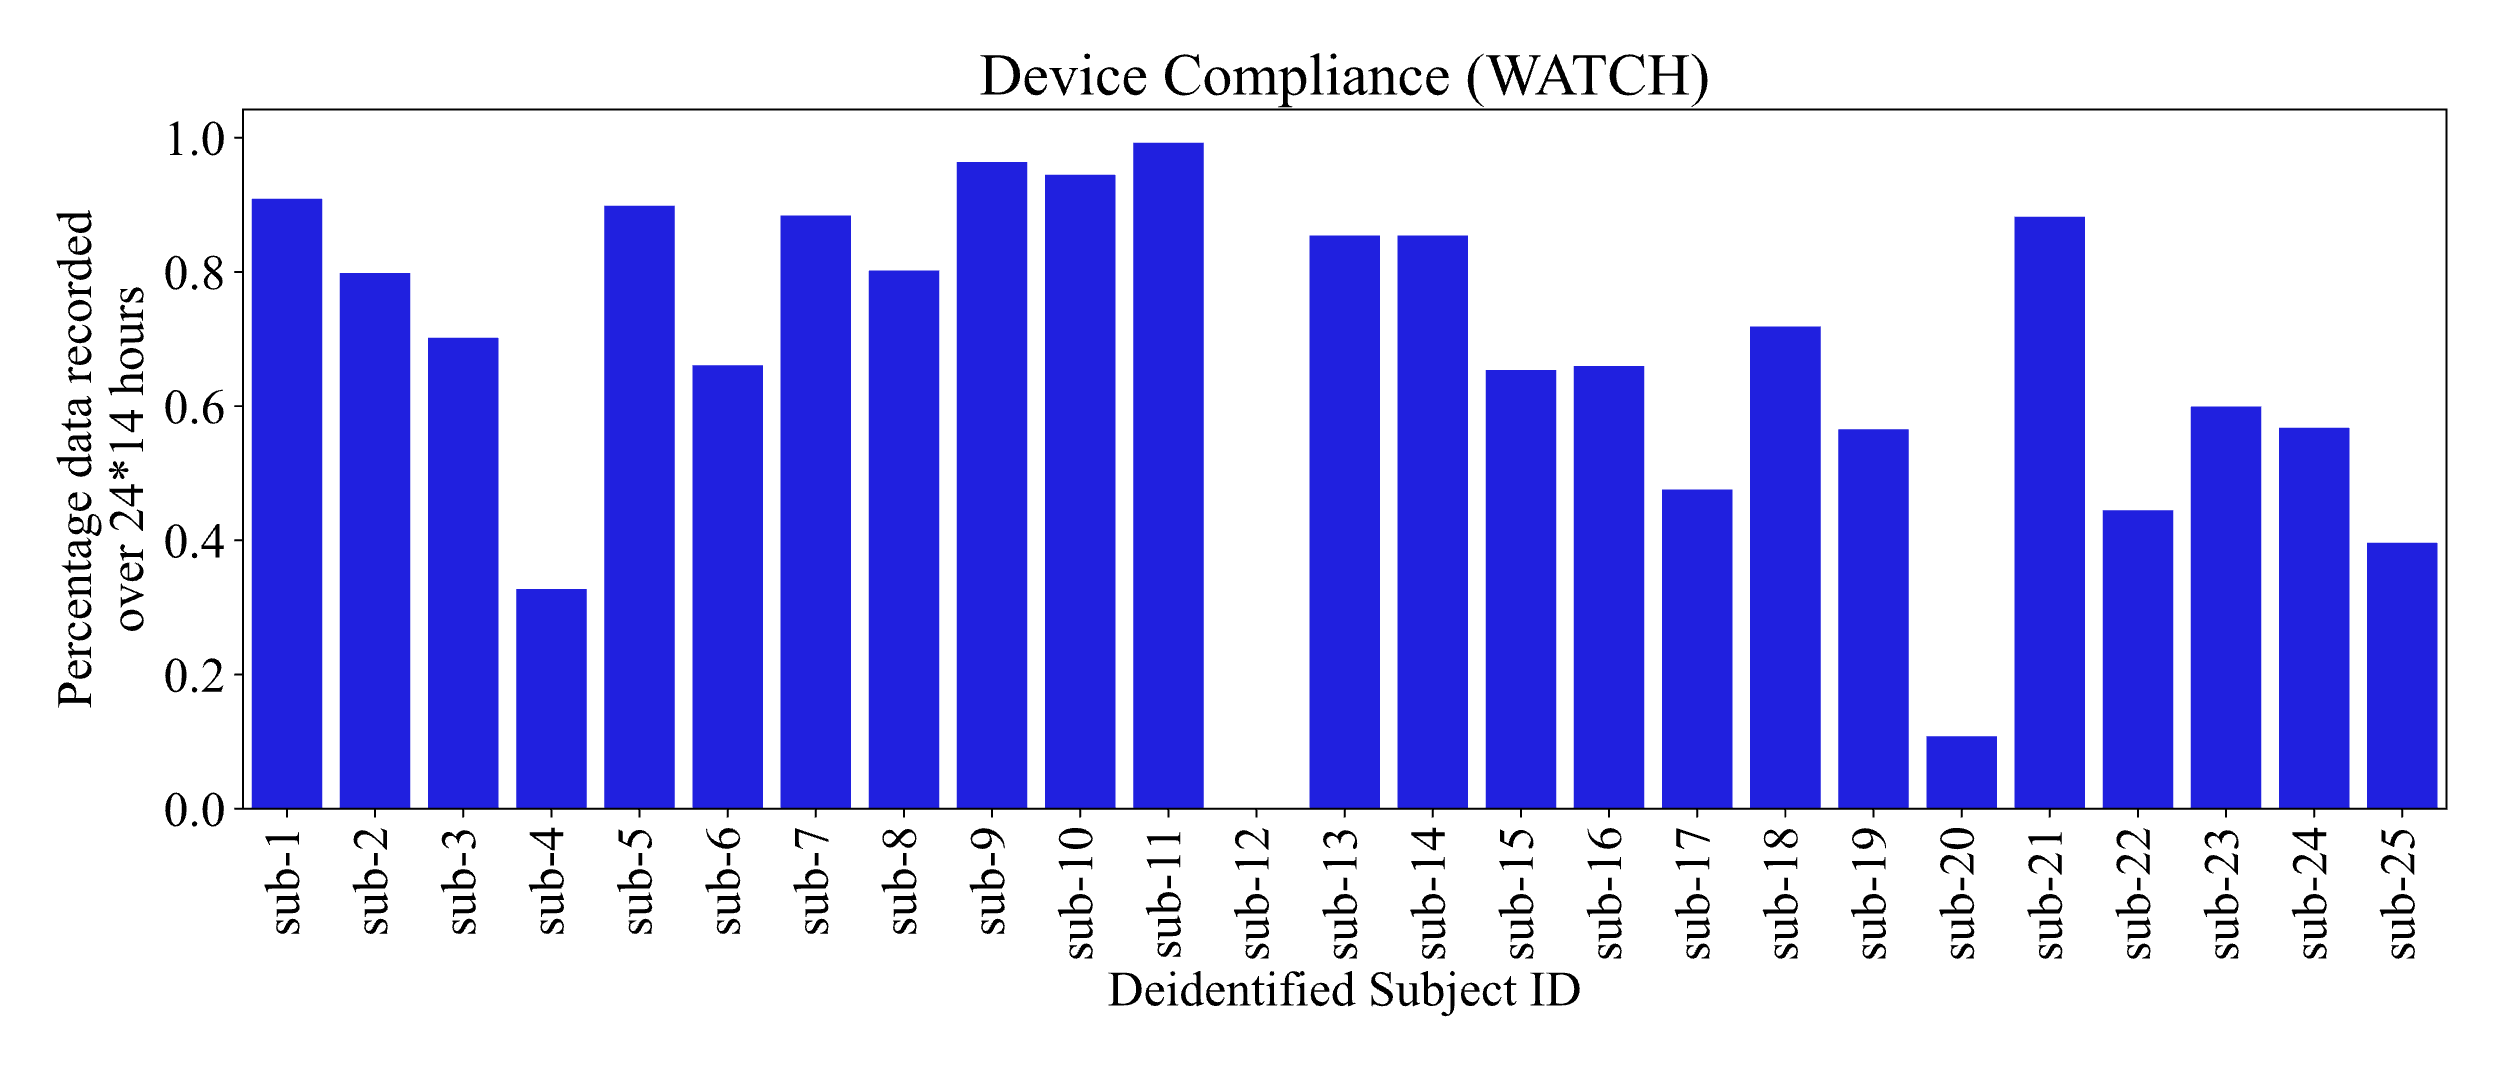 Device Compliance (WATCH)
Percentage data recorded
over 24*14 hours
1.0
0.8
0.6
0.4
0.2
0.0
sub-1
sub-2
sub-3
sub-4
sub-5
sub-6
sub-7
sub-8
sub-9
sub-10
sub-11
sub-12
sub-13
sub-14
sub-15
sub-16
sub-17
sub-18
sub-19
sub-20
sub-21
sub-22
sub-23
sub-24
sub-25
Deidentified Subject ID